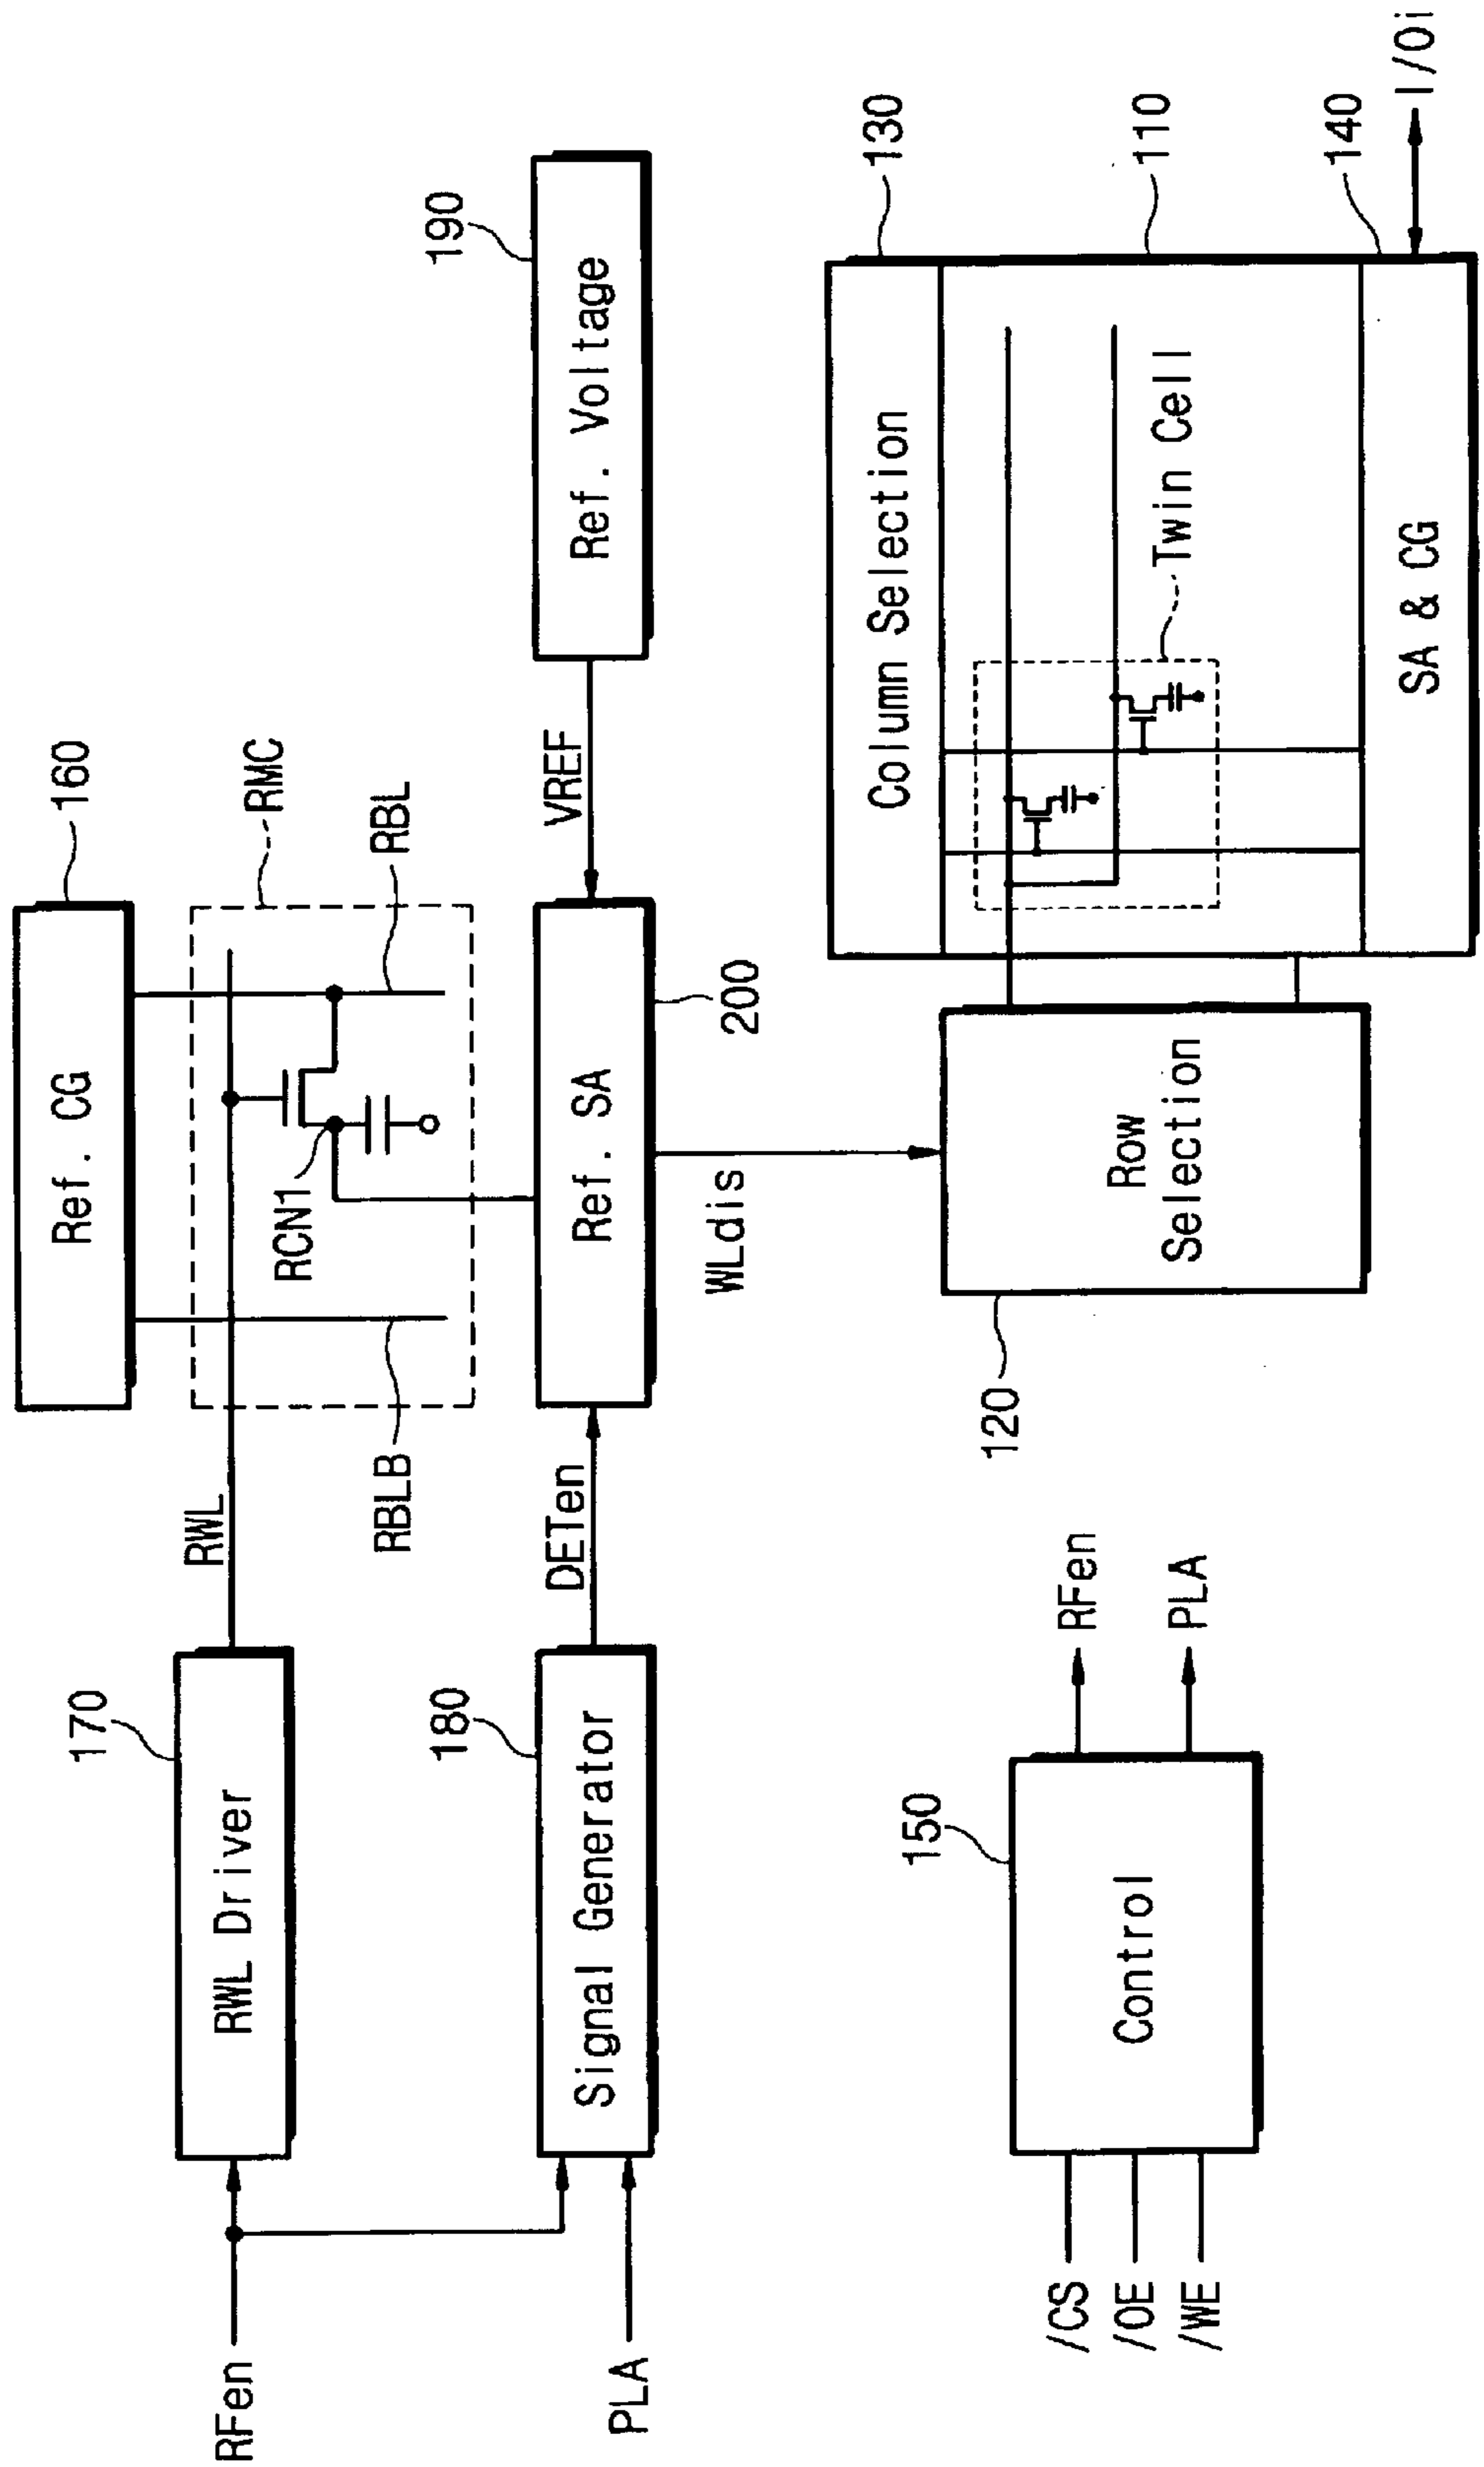 160
Ref. CG
RMC
170
RWL
RWL Driver
RCN1
RBLB
RBL
RFen
180
190
DETen
VREF
Signal Generator
Ref. SA
Ref. Voltage
PLA
200
WLdis
130
Column Selection
150
120
Row
Selection
110
Twin Cell
Control
RFen
PLA
/CS
/OE
/WE
140
SA & CG
I/Oi